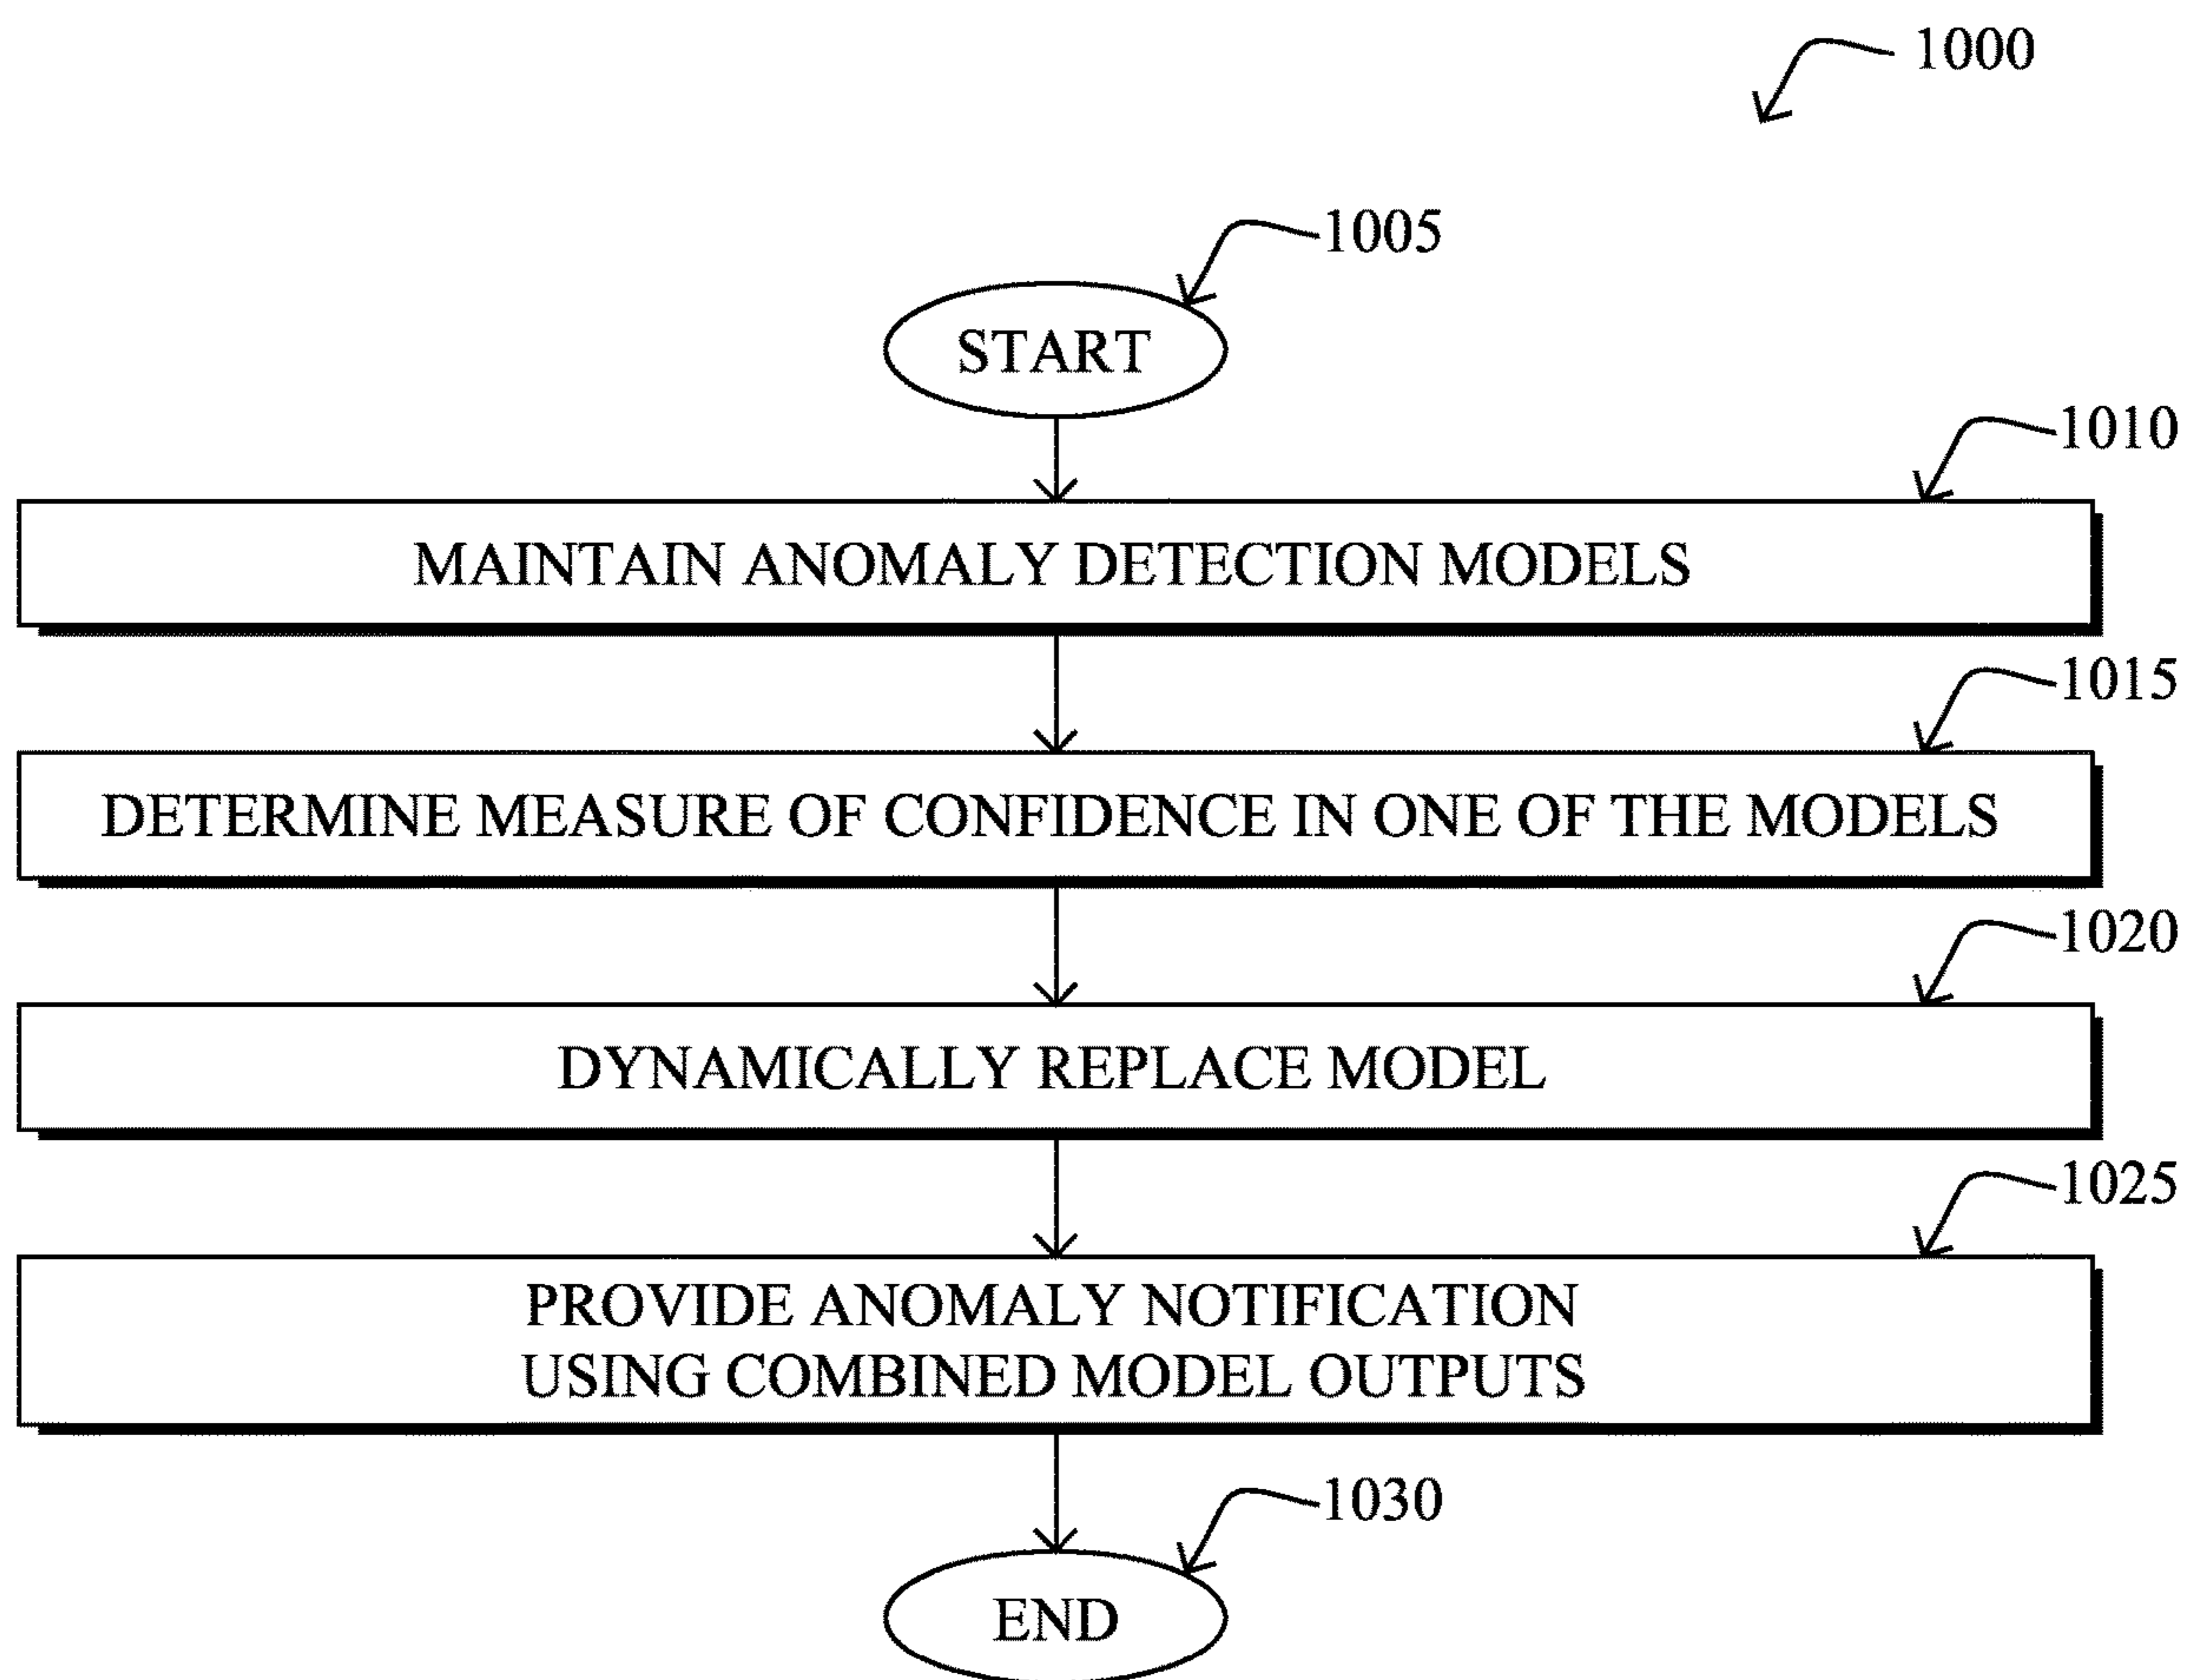 1000
1005
START
1010
MAINTAIN ANOMALY DETECTION MODELS
1015
DETERMINE MEASURE OF CONFIDENCE IN ONE OF THE MODELS
1020
DYNAMICALLY REPLACE MODEL
1025
PROVIDE ANOMALY NOTIFICATION
USING COMBINED MODEL OUTPUTS
1030
END